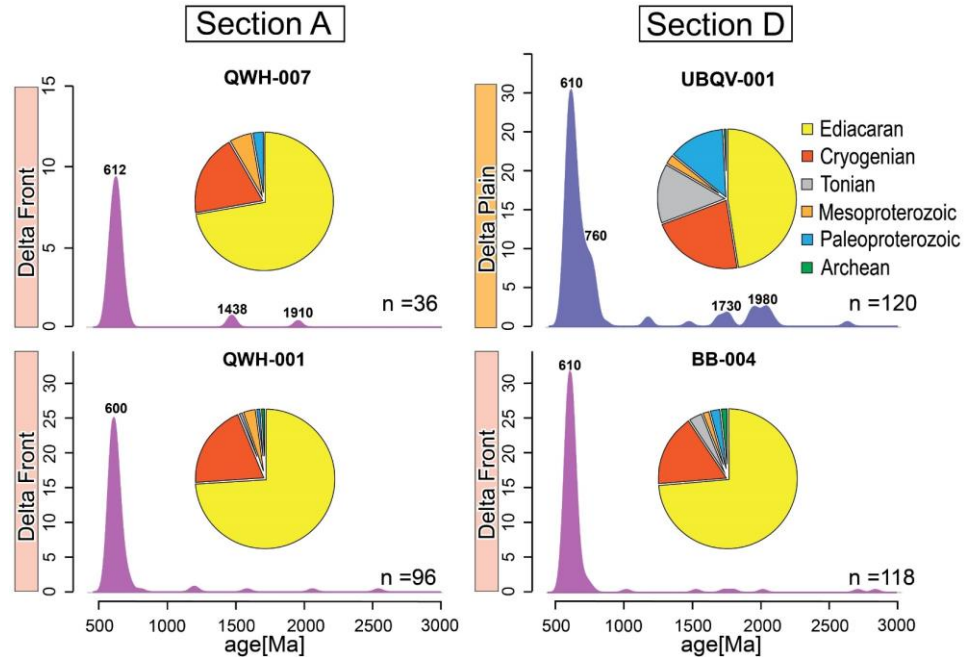 Section A
Section D
QWH-007
15
10
5
0
Delta Front
612
1438
1910
n =36
UBQV-001
30
25
20
15
10
5
0
Delta Plain
610
760
1730
1980
n =120
Ediacaran
Cryogenian
Tonian
Mesoproterozoic
Paleoproterozoic
Archean
QWH-001
30
25
20
15
10
5
0
Delta Front
600
n =96
500 1000 1500 2000 2500 3000
age[Ma]
BB-004
30
25
20
15
10
5
0
Delta Front
610
n =118
500 1000 1500 2000 2500 3000
age[Ma]